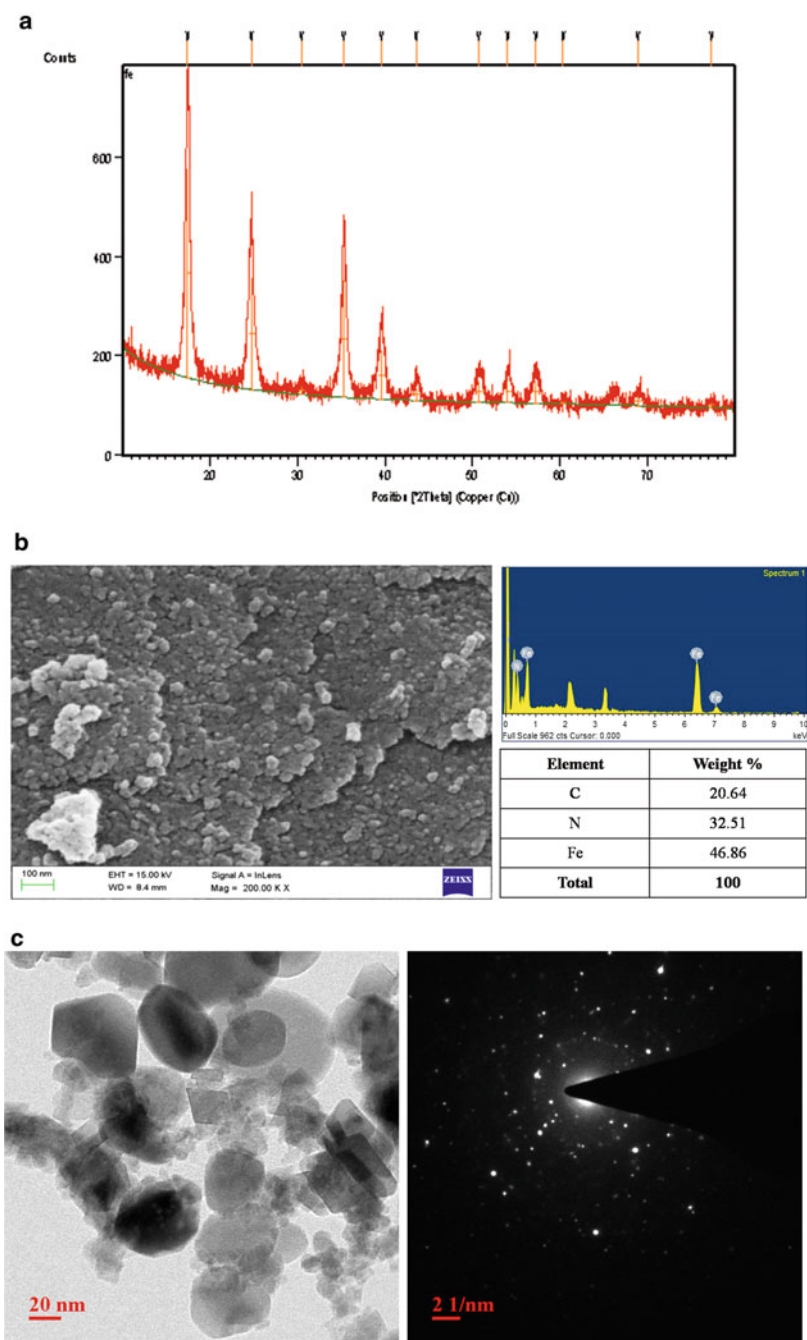 a
Counts
fe
600
400
200
0
20 30 40 50 60 70
Position [°2Theta] (Copper (Cu))
b
Spectrum 1
Fe Fe Fe
0 1 2 3 4 5 6 7 8 9 10
Full Scale 962 cts Cursor: 0.000 keV
Element Weight %
C 20.64
N 32.51
Fe 46.86
Total 100
100 nm
EHT = 15.00 kV
WD = 8.4 mm
Signal A = InLens
Mag = 200.00 K X
ZEISS
c
20 nm
2 1/nm